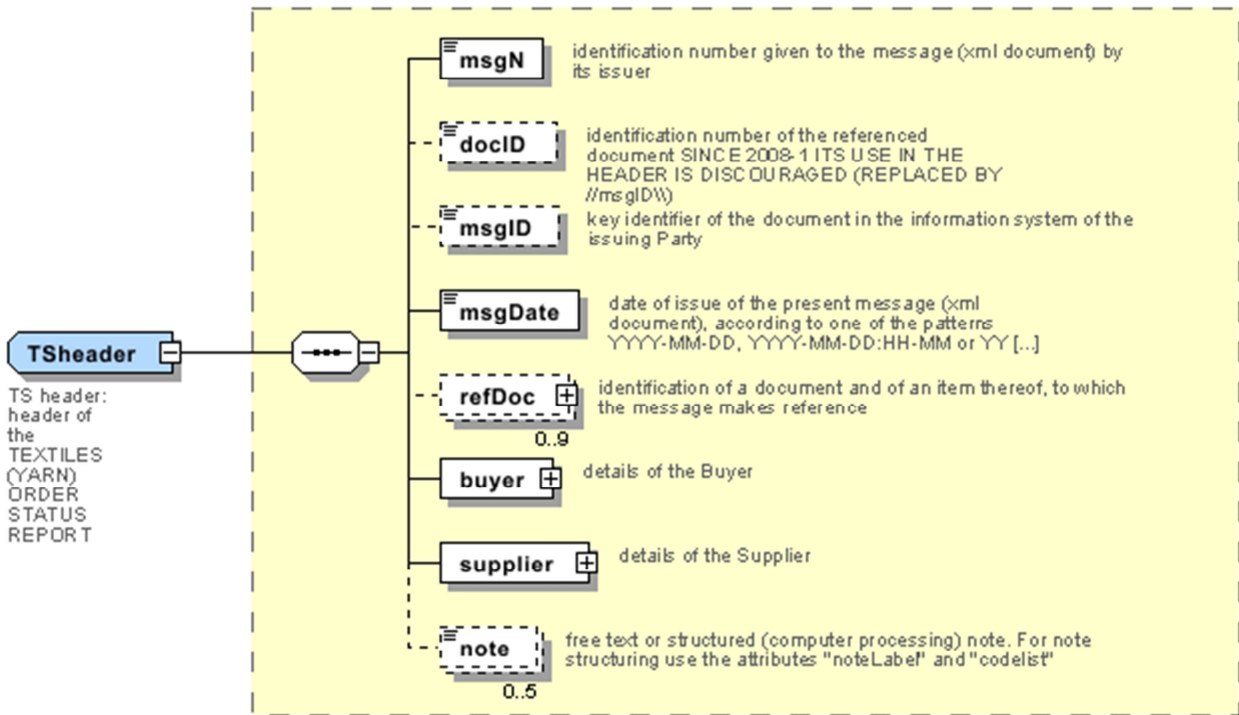 msgN
identification number given to the message (xml document) by
its issuer
docID
identification number of the referenced
document SINCE 2008-1 ITS USE IN THE
HEADER IS DISCOURAGED (REPLACED BY
//msgID\\)
msgID
key identifier of the document in the information system of the
issuing Party
msgDate
date of issue of the present message (xml
document), according to one of the patterns
YYYY-MM-DD, YYYY-MM-DD:HH-MM or YY [...]
TSheader
TS header:
header of
the
TEXTILES
(YARN)
ORDER
STATUS
REPORT
refDoc
0..9
identification of a document and of an item thereof, to which
the message makes reference
buyer
details of the Buyer
supplier
details of the Supplier
note
0..5
free text or structured (computer processing) note. For note
structuring use the attributes "noteLabel" and "codelist"